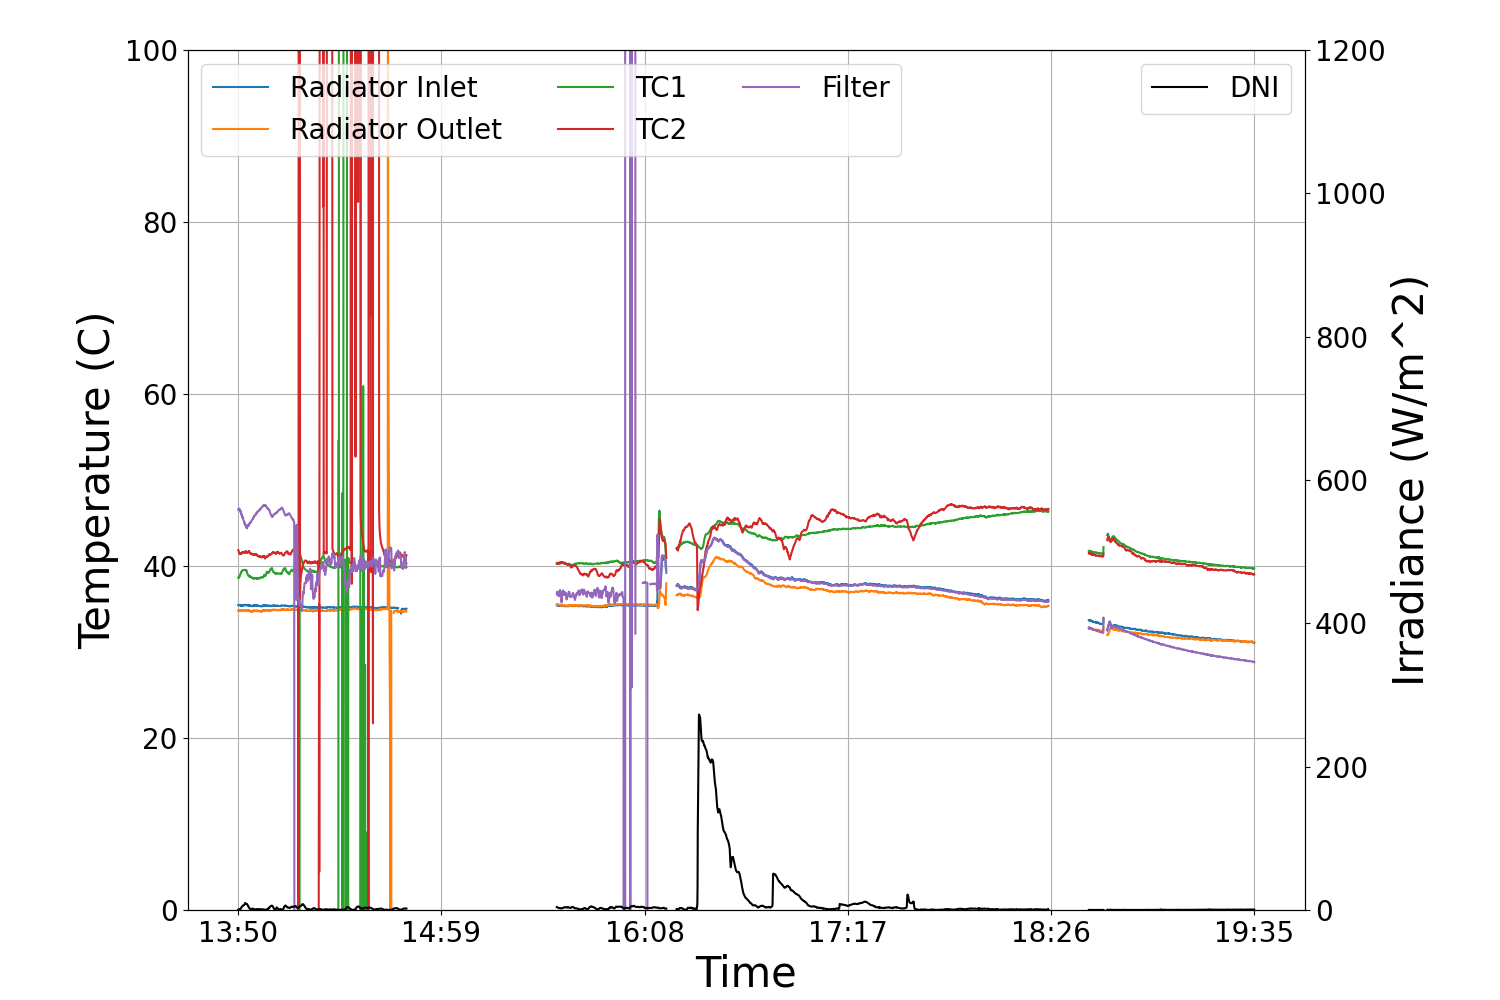 100
80
60
40
20
0
Temperature (C)
Radiator Inlet
Radiator Outlet
TC1
TC2
Filter
DNI
1200
1000
800
600
400
200
0
Irradiance (W/m^2)
13:50 14:59 16:08 17:17 18:26 19:35
Time